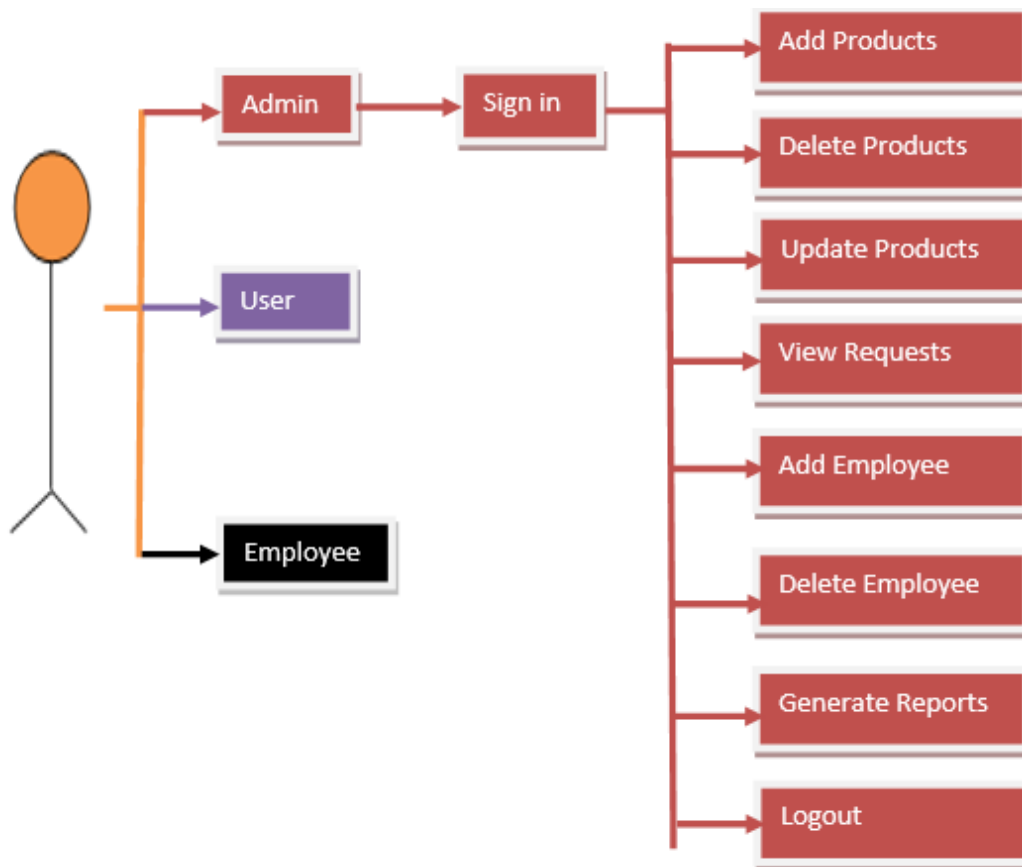 Admin
Sign in
User
Employee
Add Products
Delete Products
Update Products
View Requests
Add Employee
Delete Employee
Generate Reports
Logout